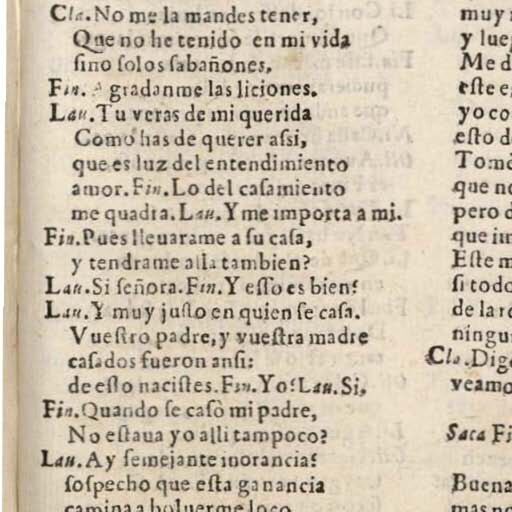 Cla. No me la mandes tener,
Que no he tenido en mi vida
sino solos sabañones.
Fin. Agradanme las liciones.
Lau. Tu veras de mi querida
Como has de querer assi,
que es luz del entendimiento
amor. Fin. Lo del casamiento
me quadra. Lau. Y me importa a mi.
Fin. Pues lleuarame a su casa,
y tendrame alla tambien?
Lau. Si señora. Fin. Y esso es bien?
Lau. Y muy justo en quien se casa.
Vuestro padre, y vuestra madre
casados fueron ansi:
de esto nacistes. Fin. Yo? Lau. Si.
Fin. Quando se casò mi padre,
No estaua yo alli tampoco?
Lau. Ay semejante inorancia?
sospecho que esta ganancia
camina a boluerme loco
muy
y lue
Me d
este e
yo co
esto d
Tome
que no
pero d
que im
Este m
si todo
de la
ningu
Cla. Dig
veamo
Saca Fi
Buena
mas no